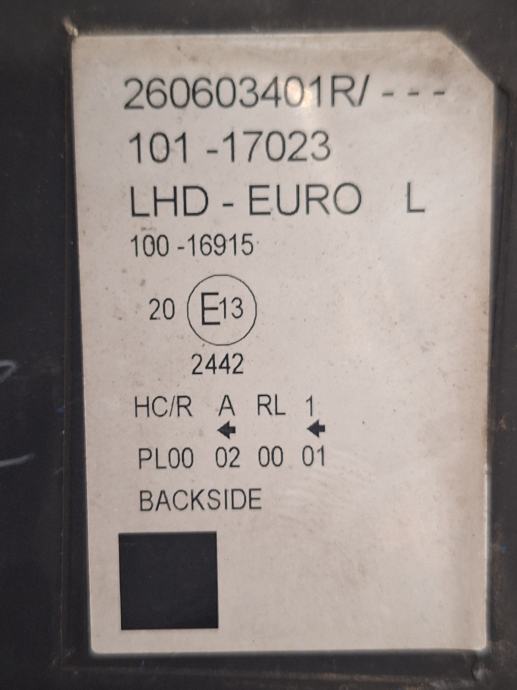 260603401R/ - - -
101 -17023
LHD - EURO L
100 -16915
20 E13
2442
HC/R A RL 1
PL00 02 00 01
BACKSIDE